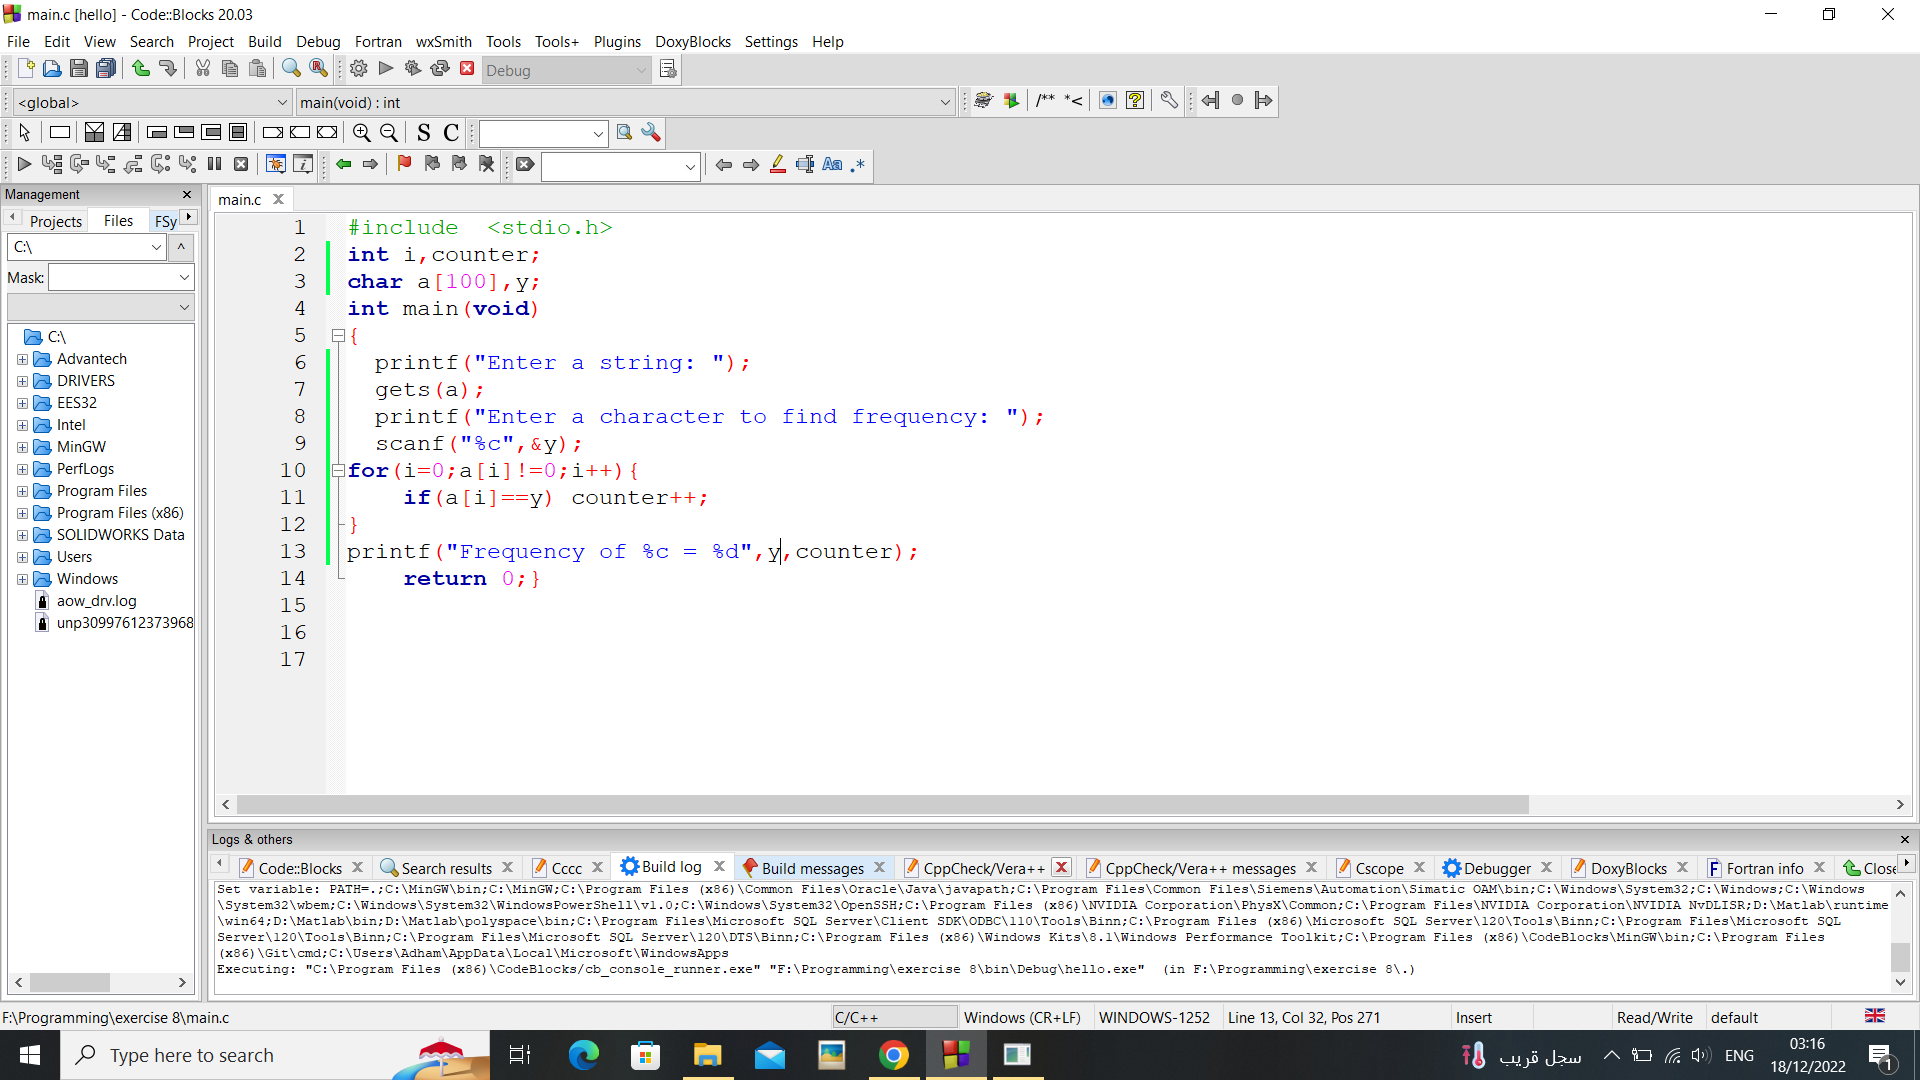 main.c [hello] - Code::Blocks 20.03
File Edit View Search Project Build Debug Fortran wxSmith Tools Tools+ Plugins DoxyBlocks Settings Help
Debug
<global> main(void) : int
/** *<
S C
Aa .*
Management
Projects Files FSy
C:\
Mask:
C:\
Advantech
DRIVERS
EES32
Intel
MinGW
PerfLogs
Program Files
Program Files (x86)
SOLIDWORKS Data
Users
Windows
aow_drv.log
unp30997612373968
main.c
1 #include  <stdio.h>
2 int i,counter;
3 char a[100],y;
4 int main(void)
5 {
6   printf("Enter a string: ");
7   gets(a);
8   printf("Enter a character to find frequency: ");
9   scanf("%c",&y);
10 for(i=0;a[i]!=0;i++){
11     if(a[i]==y) counter++;
12 }
13 printf("Frequency of %c = %d",y,counter);
14     return 0;}
15
16
17
Logs & others
Code::Blocks Search results Cccc Build log Build messages CppCheck/Vera++ CppCheck/Vera++ messages Cscope Debugger DoxyBlocks Fortran info Close
Set variable: PATH=.;C:\MinGW\bin;C:\MinGW;C:\Program Files (x86)\Common Files\Oracle\Java\javapath;C:\Program Files\Common Files\Siemens\Automation\Simatic OAM\bin;C:\Windows\System32;C:\Windows;C:\Windows
\System32\wbem;C:\Windows\System32\WindowsPowerShell\v1.0;C:\Windows\System32\OpenSSH;C:\Program Files (x86)\NVIDIA Corporation\PhysX\Common;C:\Program Files\NVIDIA Corporation\NVIDIA NvDLISR;D:\Matlab\runtime
\win64;D:\Matlab\bin;D:\Matlab\polyspace\bin;C:\Program Files\Microsoft SQL Server\Client SDK\ODBC\110\Tools\Binn;C:\Program Files (x86)\Microsoft SQL Server\120\Tools\Binn;C:\Program Files\Microsoft SQL
Server\120\Tools\Binn;C:\Program Files\Microsoft SQL Server\120\DTS\Binn;C:\Program Files (x86)\Windows Kits\8.1\Windows Performance Toolkit;C:\Program Files (x86)\CodeBlocks\MinGW\bin;C:\Program Files
(x86)\Git\cmd;C:\Users\Adham\AppData\Local\Microsoft\WindowsApps
Executing: "C:\Program Files (x86)\CodeBlocks/cb_console_runner.exe" "F:\Programming\exercise 8\bin\Debug\hello.exe"  (in F:\Programming\exercise 8\.)
F:\Programming\exercise 8\main.c C/C++ Windows (CR+LF) WINDOWS-1252 Line 13, Col 32, Pos 271 Insert Read/Write default
Type here to search
سجل قريب
ENG
03:16
18/12/2022
1